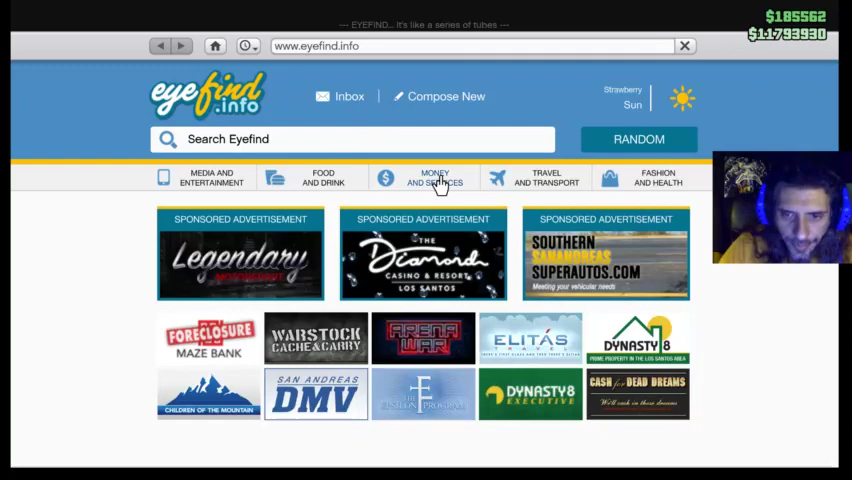 --- EYEFIND... It's like a series of tubes ---
$185562
$11793930
www.eyefind.info
eyefind.info
Inbox
Compose New
Strawberry
Sun
Search Eyefind
RANDOM
MEDIA AND
ENTERTAINMENT
FOOD
AND DRINK
MONEY
AND SERVICES
TRAVEL
AND TRANSPORT
FASHION
AND HEALTH
SPONSORED ADVERTISEMENT
SPONSORED ADVERTISEMENT
SPONSORED ADVERTISEMENT
Legendary
MOTORSPORT
THE
Diamond
CASINO & RESORT
LOS SANTOS
SOUTHERN
SANANDREAS
SUPERAUTOS.COM
Meeting your vehicular needs
FORECLOSURE
MAZE BANK
WARSTOCK
CACHE & CARRY
ARENA
WAR
ELITÁS
TRAVEL
DYNASTY 8
PRIME PROPERTY IN THE LOS SANTOS AREA
CHILDREN OF THE MOUNTAIN
SAN ANDREAS
DMV
THE
EPSILON PROGRAM
DYNASTY 8
EXECUTIVE
CASH for DEAD DREAMS
We'll cash in those dreams